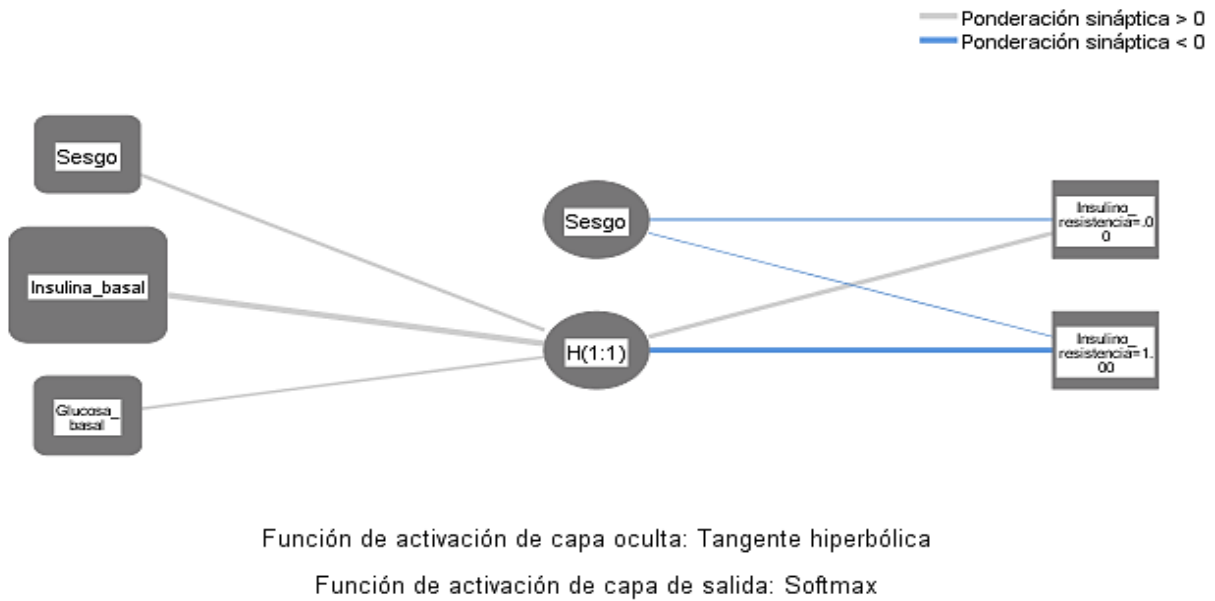 Ponderación sináptica > 0
Ponderación sináptica < 0
Sesgo
Insulina_basal
Glucosa_
basal
Sesgo
H(1:1)
Insulino_
resistencia=.0
0
Insulino_
resistencia=1.
00
Función de activación de capa oculta: Tangente hiperbólica
Función de activación de capa de salida: Softmax